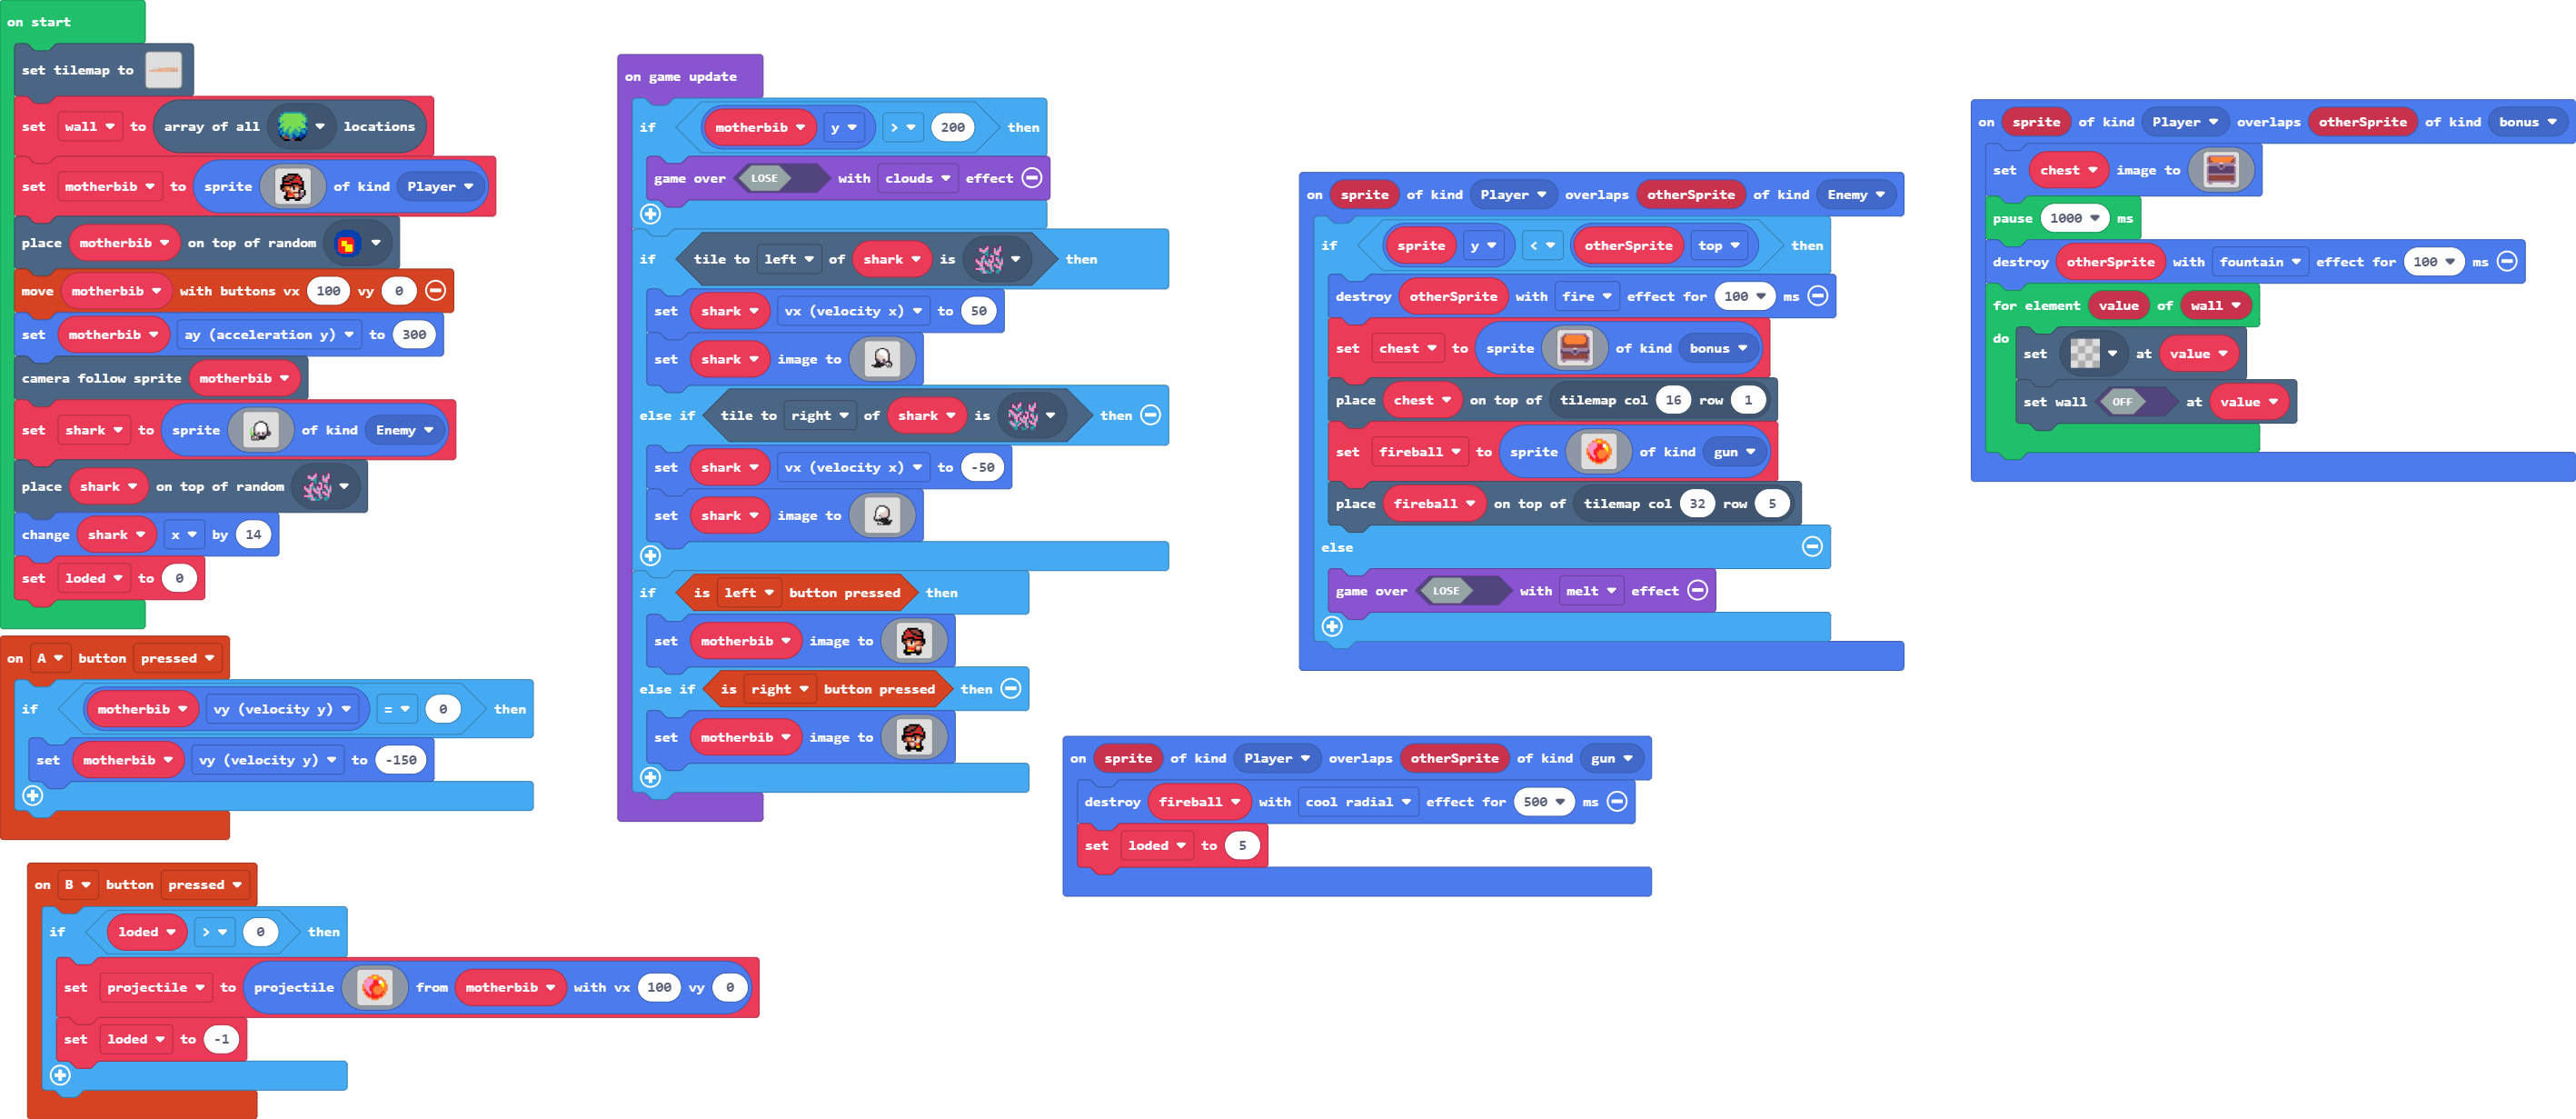 on start
set tilemap to
set wall to array of all locations
set motherbib to sprite of kind Player
place motherbib on top of random
move motherbib with buttons vx 100 vy 0
set motherbib ay (acceleration y) to 300
camera follow sprite motherbib
set shark to sprite of kind Enemy
place shark on top of random
change shark x by 14
set loded to 0
on A button pressed
if motherbib vy (velocity y) = 0 then
set motherbib vy (velocity y) to -150
on B button pressed
if loded > 0 then
set projectile to projectile from motherbib with vx 100 vy 0
set loded to -1
on game update
if motherbib y > 200 then
game over LOSE with clouds effect
if tile to left of shark is then
set shark vx (velocity x) to 50
set shark image to
else if tile to right of shark is then
set shark vx (velocity x) to -50
set shark image to
if is left button pressed then
set motherbib image to
else if is right button pressed then
set motherbib image to
on sprite of kind Player overlaps otherSprite of kind Enemy
if sprite y < otherSprite top then
destroy otherSprite with fire effect for 100 ms
set chest to sprite of kind bonus
place chest on top of tilemap col 16 row 1
set fireball to sprite of kind gun
place fireball on top of tilemap col 32 row 5
else
game over LOSE with melt effect
on sprite of kind Player overlaps otherSprite of kind gun
destroy fireball with cool radial effect for 500 ms
set loded to 5
on sprite of kind Player overlaps otherSprite of kind bonus
set chest image to
pause 1000 ms
destroy otherSprite with fountain effect for 100 ms
for element value of wall
do
set at value
set wall OFF at value